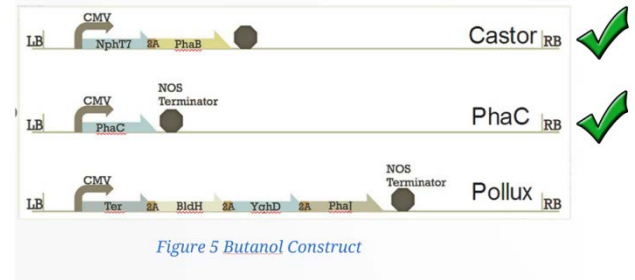 CMV
LB NphT7 2A PhaB Castor RB
CMV NOS Terminator
LB PhaC PhaC RB
CMV NOS Terminator
LB Ter 2A BldH 2A YqhD 2A PhaJ Pollux RB
Figure 5 Butanol Construct